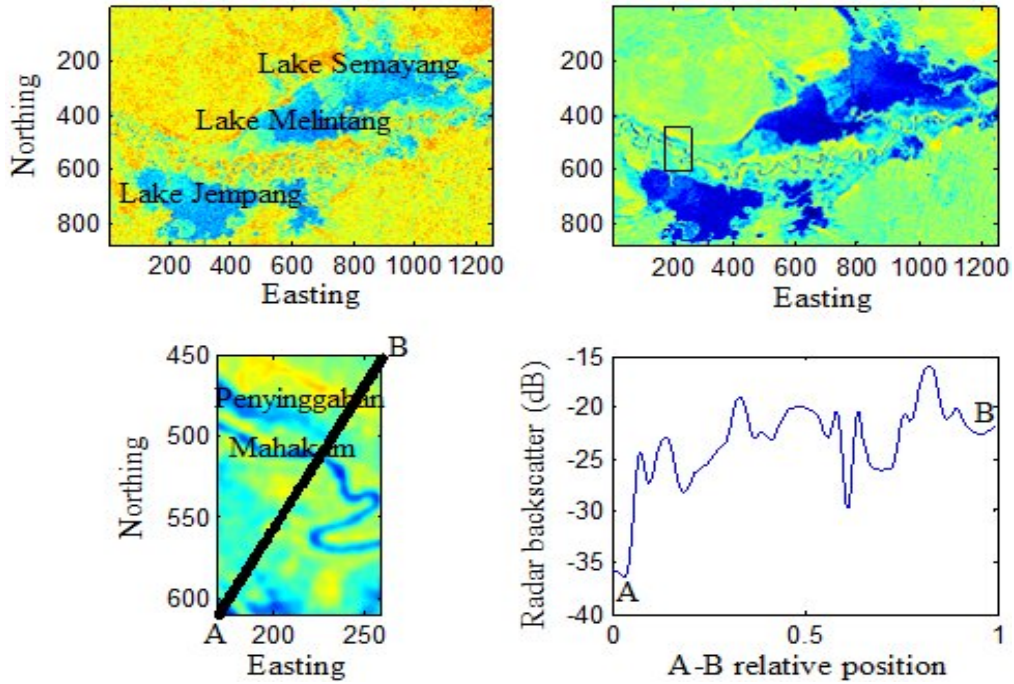 200
400
600
800
Northing
Lake Semayang
Lake Melintang
Lake Jempang
200 400 600 800 1000 1200
Easting
200
400
600
800
200 400 600 800 1000 1200
Easting
450
500
550
600
Northing
B
Penyinggahan
Mahakam
A
200 250
Easting
-15
-20
-25
-30
-35
-40
Radar backscatter (dB)
B
A
0 0.5 1
A-B relative position